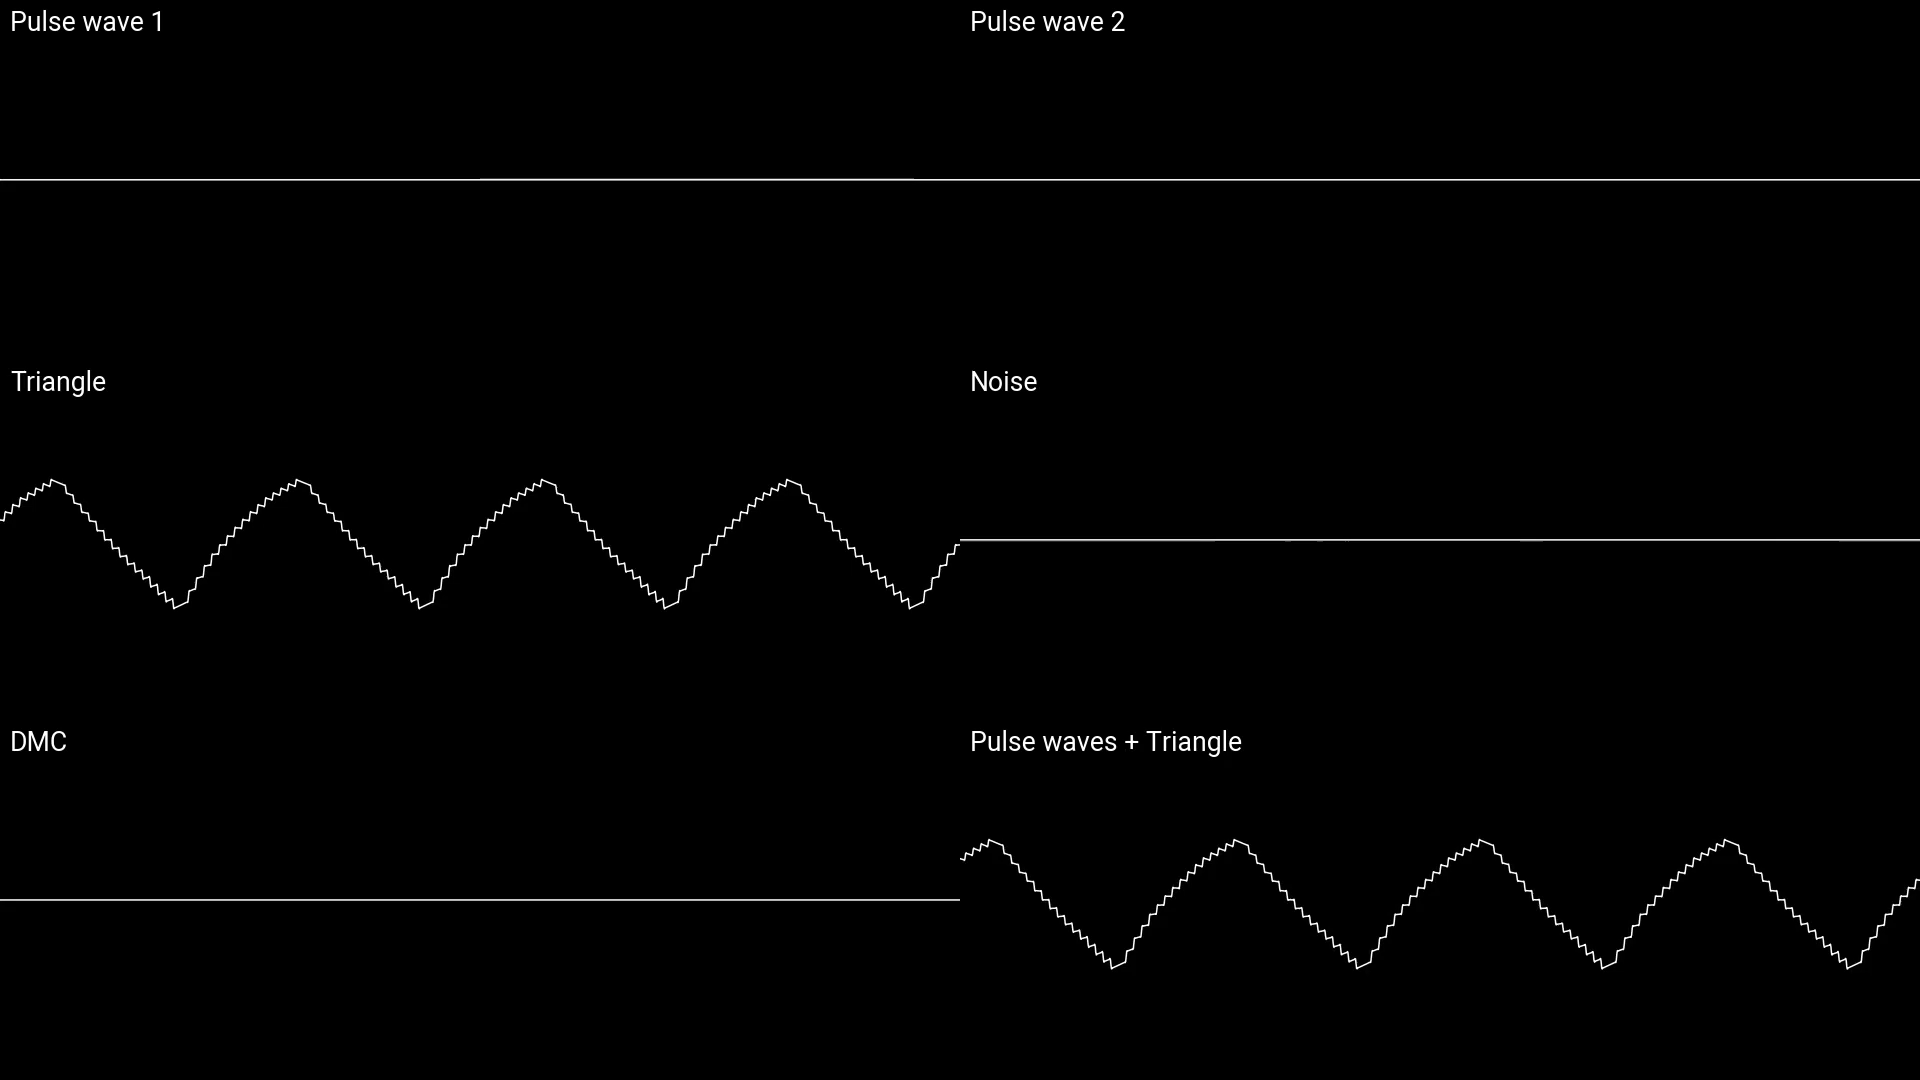 Pulse wave 1
Pulse wave 2
Triangle
Noise
DMC
Pulse waves + Triangle